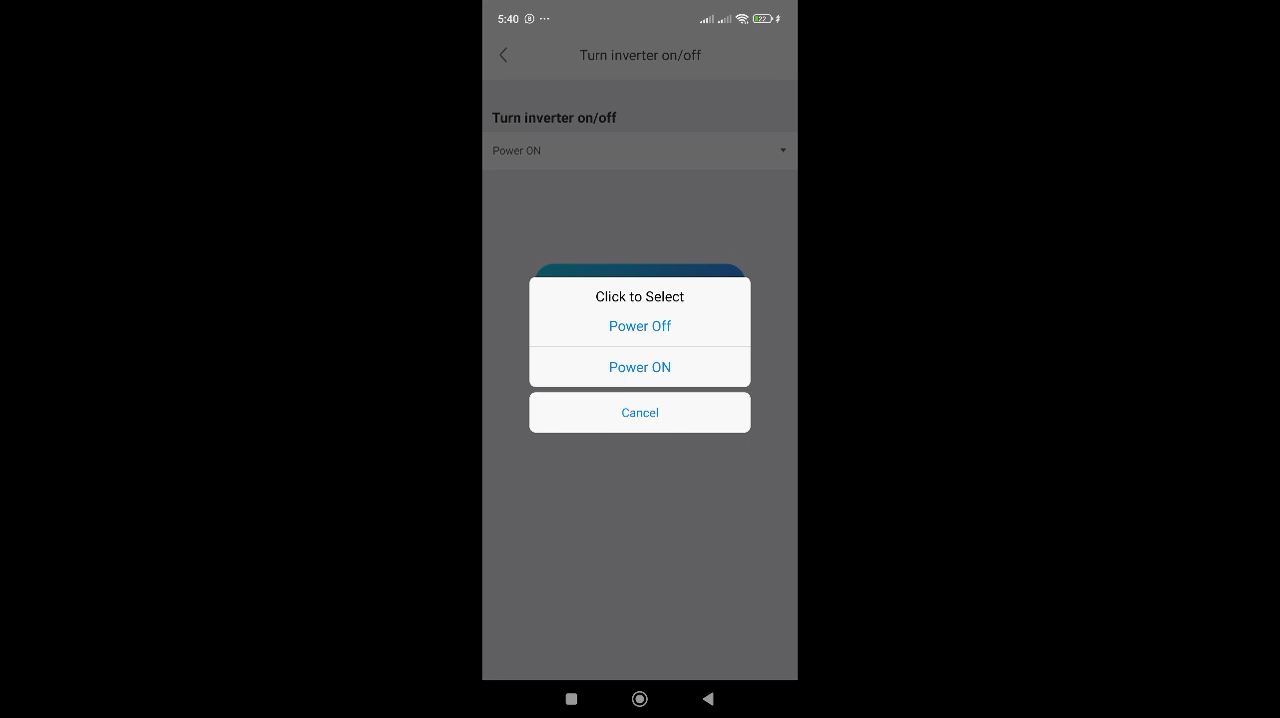 5:40
22
Turn inverter on/off
Turn inverter on/off
Power ON
Click to Select
Power Off
Power ON
Cancel